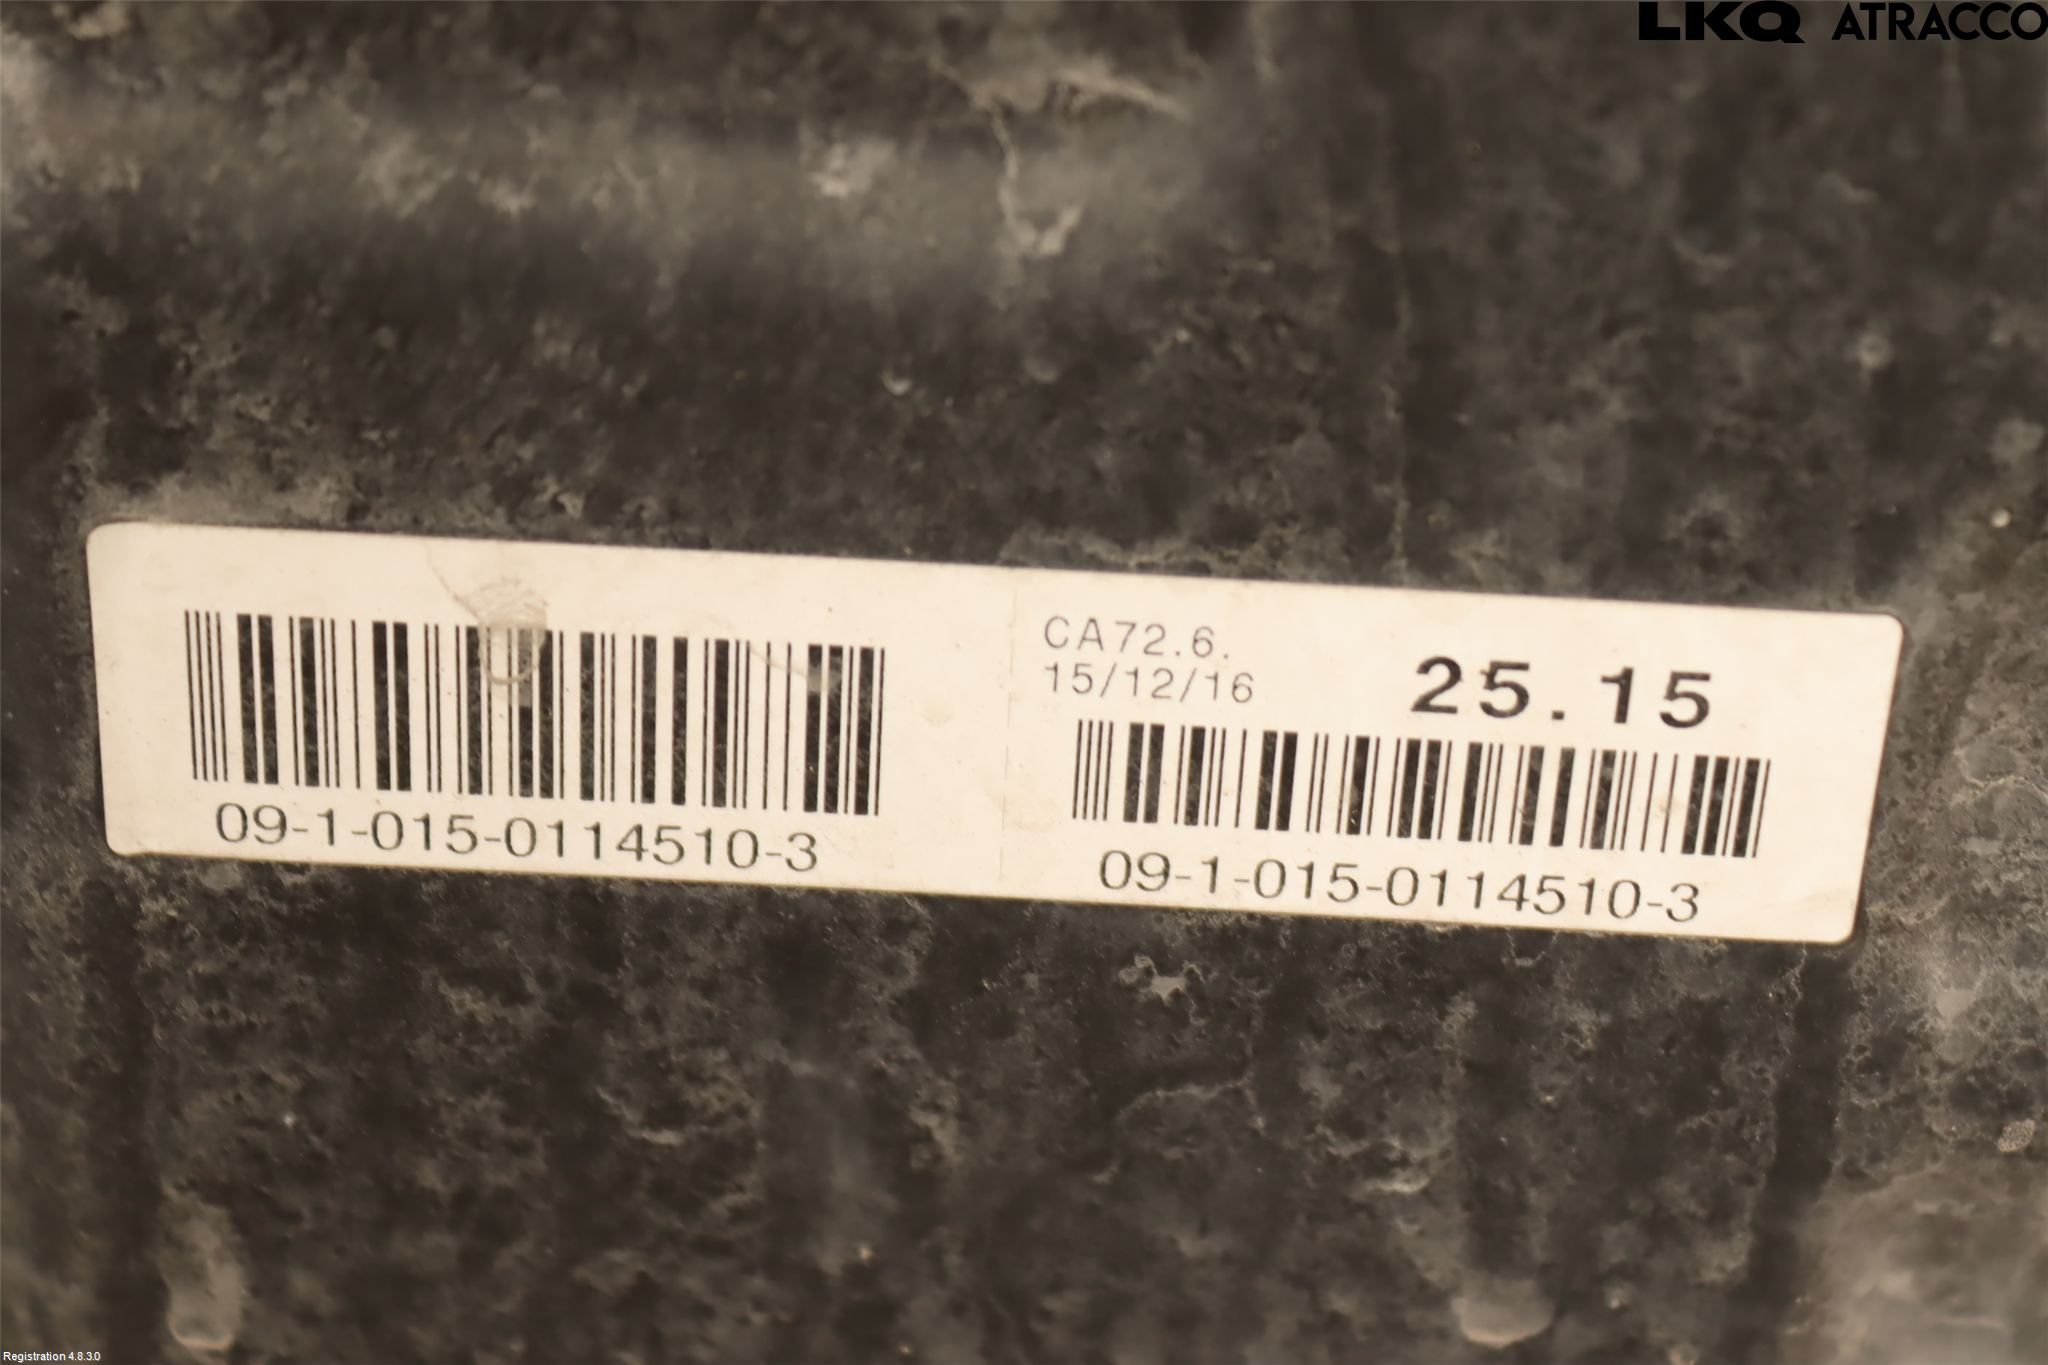 LKQ ATRACCO
CA72.6.
15/12/16
25.15
09-1-015-0114510-3
09-1-015-0114510-3
Registration 4.8.3.0